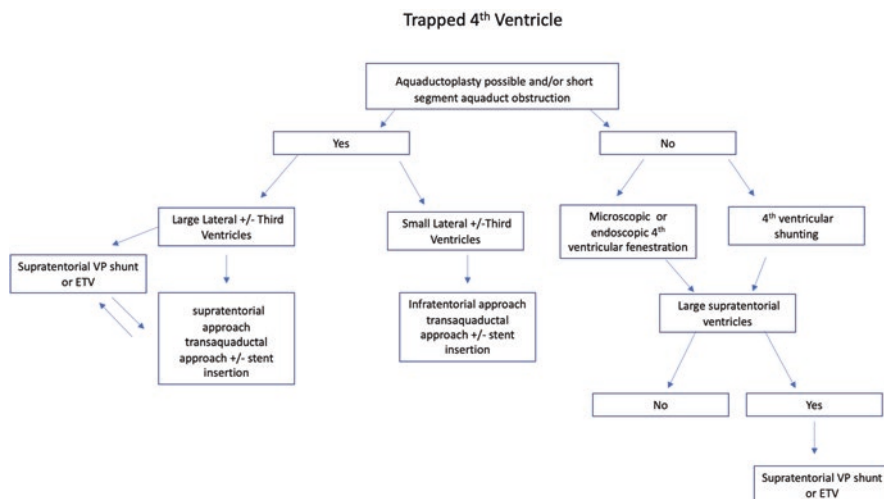 Trapped 4th Ventricle
Aquaductoplasty possible and/or short
segment aquaduct obstruction
Yes
No
Large Lateral +/- Third
Ventricles
Small Lateral +/-Third
Ventricles
Microscopic or
endoscopic 4th
ventricular fenestration
4th ventricular
shunting
Supratentorial VP shunt
or ETV
supratentorial
approach
transaquaductal
approach +/- stent
insertion
Infratentorial approach
transaquaductal
approach +/- stent
insertion
Large supratentorial
ventricles
No
Yes
Supratentorial VP shunt
or ETV